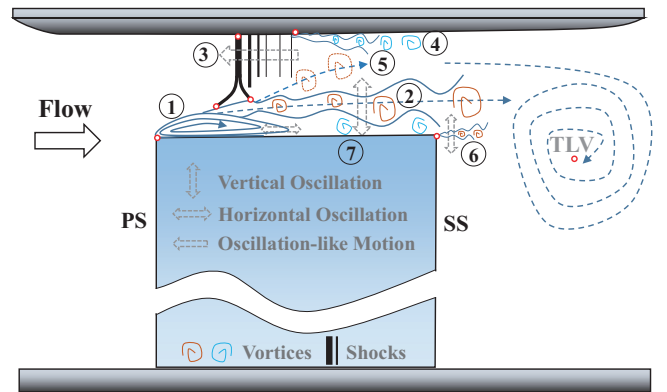 ③
④
⑤
Flow
①
②
⑥
⑦
TLV
Vertical Oscillation
PS
Horizontal Oscillation
SS
Oscillation-like Motion
Vortices
Shocks